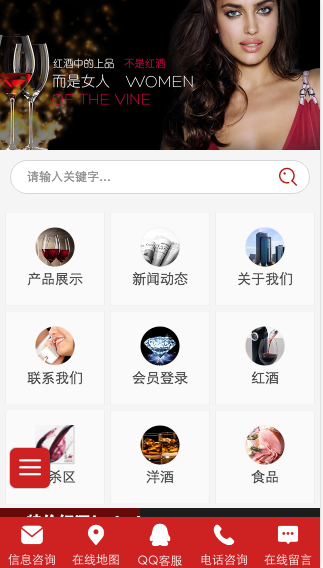 红酒中的上品 不是红酒
而是女人 WOMEN
OF THE VINE
请输入关键字...
产品展示 新闻动态 关于我们
联系我们 会员登录 红酒
杀区 洋酒 食品
信息咨询 在线地图 QQ客服 电话咨询 在线留言